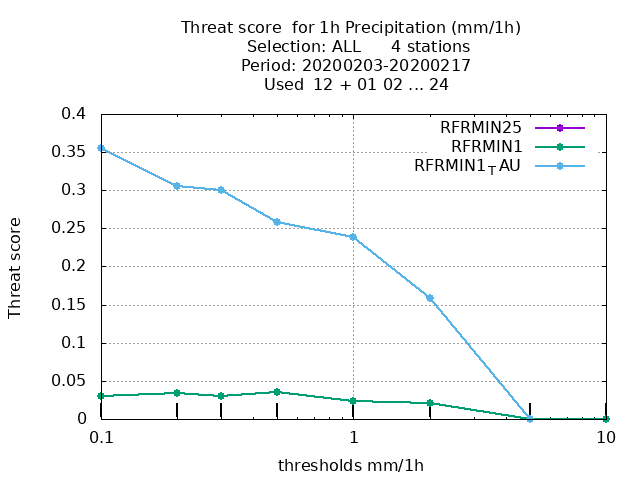 Threat score  for 1h Precipitation (mm/1h)
Selection: ALL      4 stations
Period: 20200203-20200217
Used  12 + 01 02 ... 24
RFRMIN25
RFRMIN1
RFRMIN1TAU
0.4
0.35
0.3
0.25
0.2
0.15
0.1
0.05
0
Threat score
0.1 1 10
thresholds mm/1h